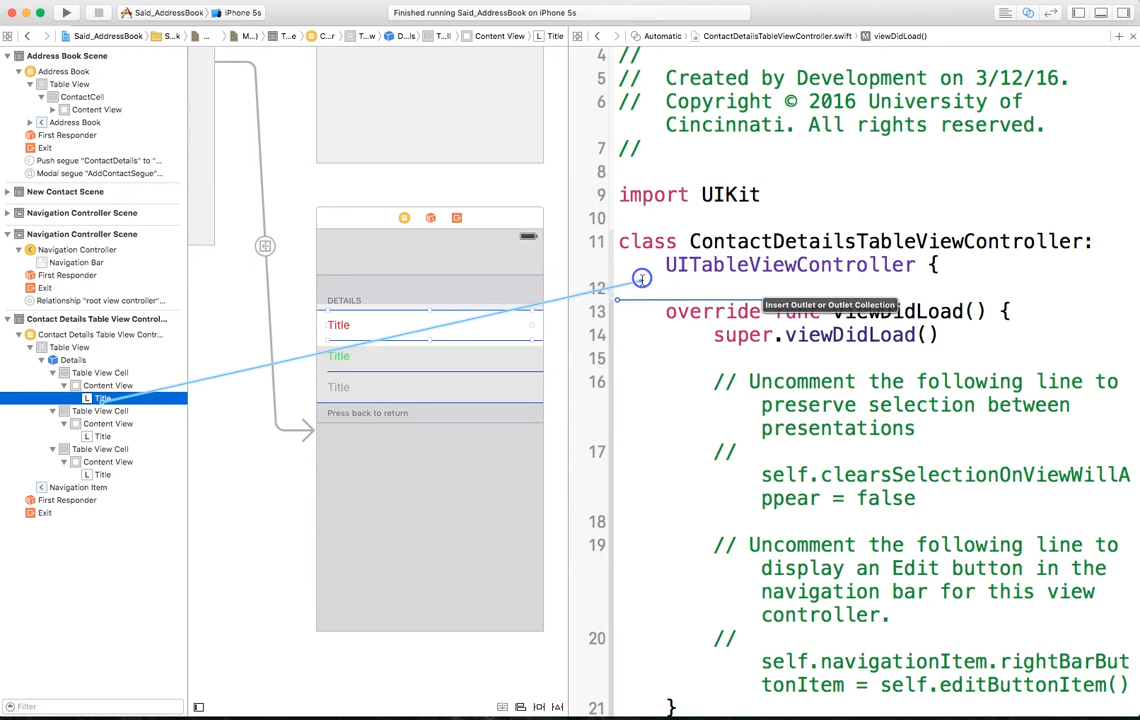 Said_AddressBook iPhone 5s
Finished running Said_AddressBook on iPhone 5s
Said_AddressBook S...k ... M... T...e C...r T...w D...ls T...ll Content View L Title
Automatic ContactDetailsTableViewController.swift M viewDidLoad()
Address Book Scene
Address Book
Table View
ContactCell
Content View
Address Book
First Responder
Exit
Push segue "ContactDetails" to "...
Modal segue "AddContactSegue"...
New Contact Scene
Navigation Controller Scene
Navigation Controller Scene
Navigation Controller
Navigation Bar
First Responder
Exit
Relationship "root view controller"...
Contact Details Table View Control...
Contact Details Table View Contr...
Table View
Details
Table View Cell
Content View
L Title
Table View Cell
Content View
L Title
Table View Cell
Content View
L Title
Navigation Item
First Responder
Exit
Filter
DETAILS
Title
Title
Title
Press back to return
4 //
5 // Created by Development on 3/12/16.
6 // Copyright © 2016 University of
Cincinnati. All rights reserved.
7 //
8
9 import UIKit
10
11 class ContactDetailsTableViewController:
UITableViewController {
12
Insert Outlet or Outlet Collection
13 override func viewDidLoad() {
14 super.viewDidLoad()
15
16 // Uncomment the following line to
preserve selection between
presentations
17 //
self.clearsSelectionOnViewWillA
ppear = false
18
19 // Uncomment the following line to
display an Edit button in the
navigation bar for this view
controller.
20 //
self.navigationItem.rightBarBut
tonItem = self.editButtonItem()
21 }